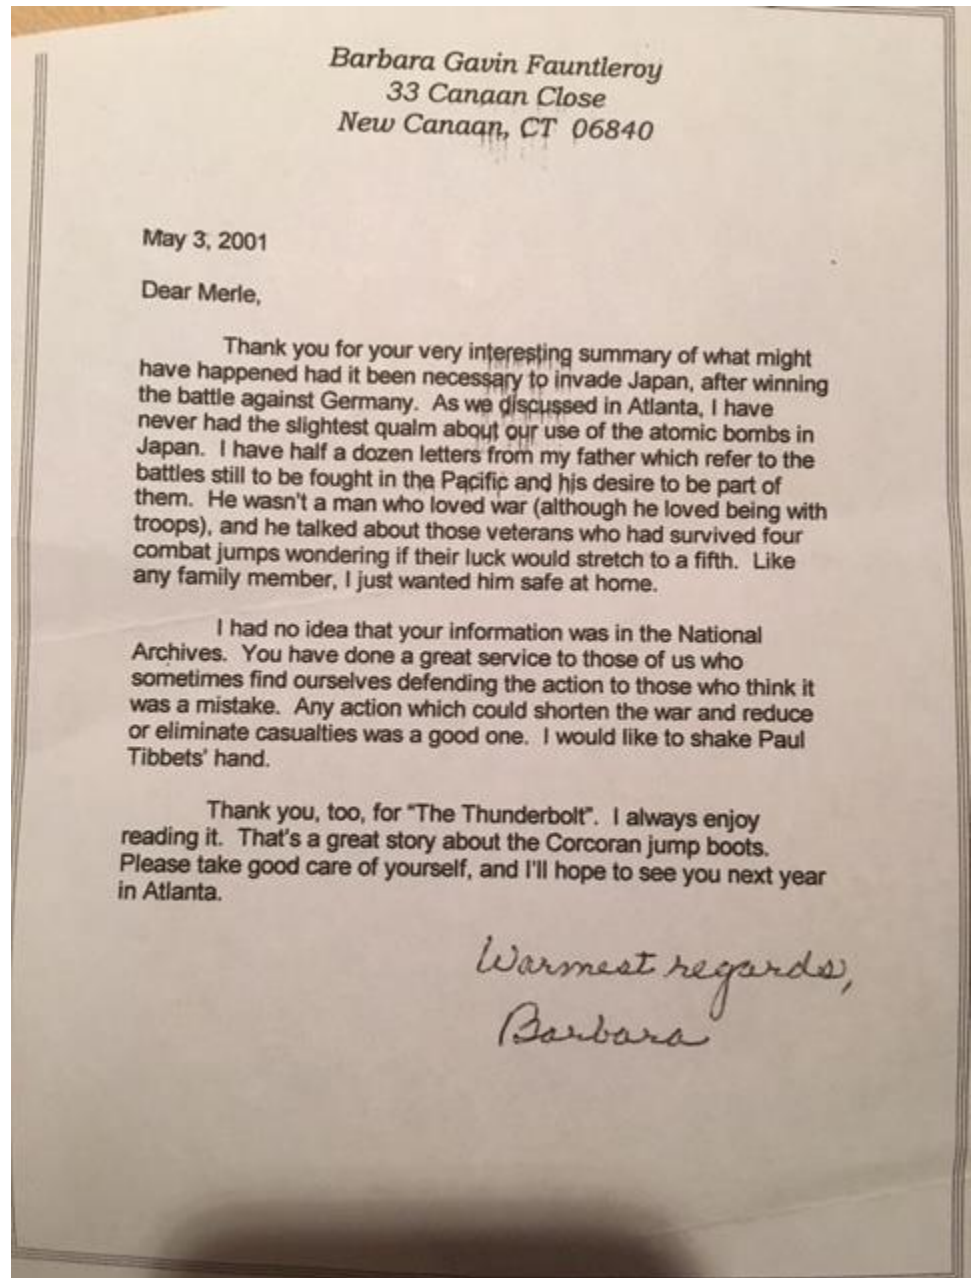 Barbara Gavin Fauntleroy
33 Canaan Close
New Canaan, CT 06840
May 3, 2001
Dear Merle,
Thank you for your very interesting summary of what might
have happened had it been necessary to invade Japan, after winning
the battle against Germany. As we discussed in Atlanta, I have
never had the slightest qualm about our use of the atomic bombs in
Japan. I have half a dozen letters from my father which refer to the
battles still to be fought in the Pacific and his desire to be part of
them. He wasn't a man who loved war (although he loved being with
troops), and he talked about those veterans who had survived four
combat jumps wondering if their luck would stretch to a fifth. Like
any family member, I just wanted him safe at home.
I had no idea that your information was in the National
Archives. You have done a great service to those of us who
sometimes find ourselves defending the action to those who think it
was a mistake. Any action which could shorten the war and reduce
or eliminate casualties was a good one. I would like to shake Paul
Tibbets' hand.
Thank you, too, for "The Thunderbolt". I always enjoy
reading it. That's a great story about the Corcoran jump boots.
Please take good care of yourself, and I'll hope to see you next year
in Atlanta.
Warmest regards,
Barbara